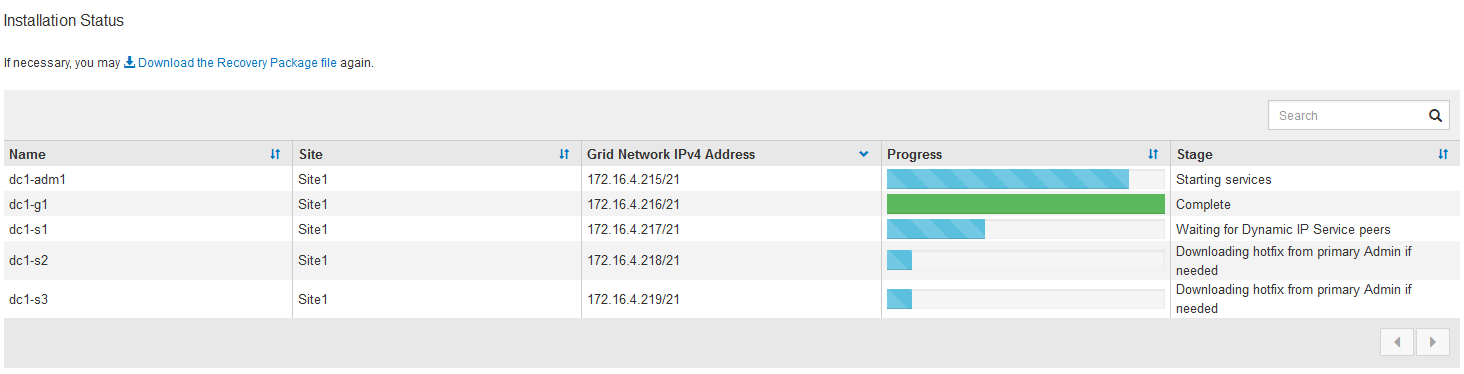 Installation Status
If necessary, you may Download the Recovery Package file again.
Search
Name Site Grid Network IPv4 Address Progress Stage
dc1-adm1 Site1 172.16.4.215/21 Starting services
dc1-g1 Site1 172.16.4.216/21 Complete
dc1-s1 Site1 172.16.4.217/21 Waiting for Dynamic IP Service peers
dc1-s2 Site1 172.16.4.218/21 Downloading hotfix from primary Admin if
needed
dc1-s3 Site1 172.16.4.219/21 Downloading hotfix from primary Admin if
needed